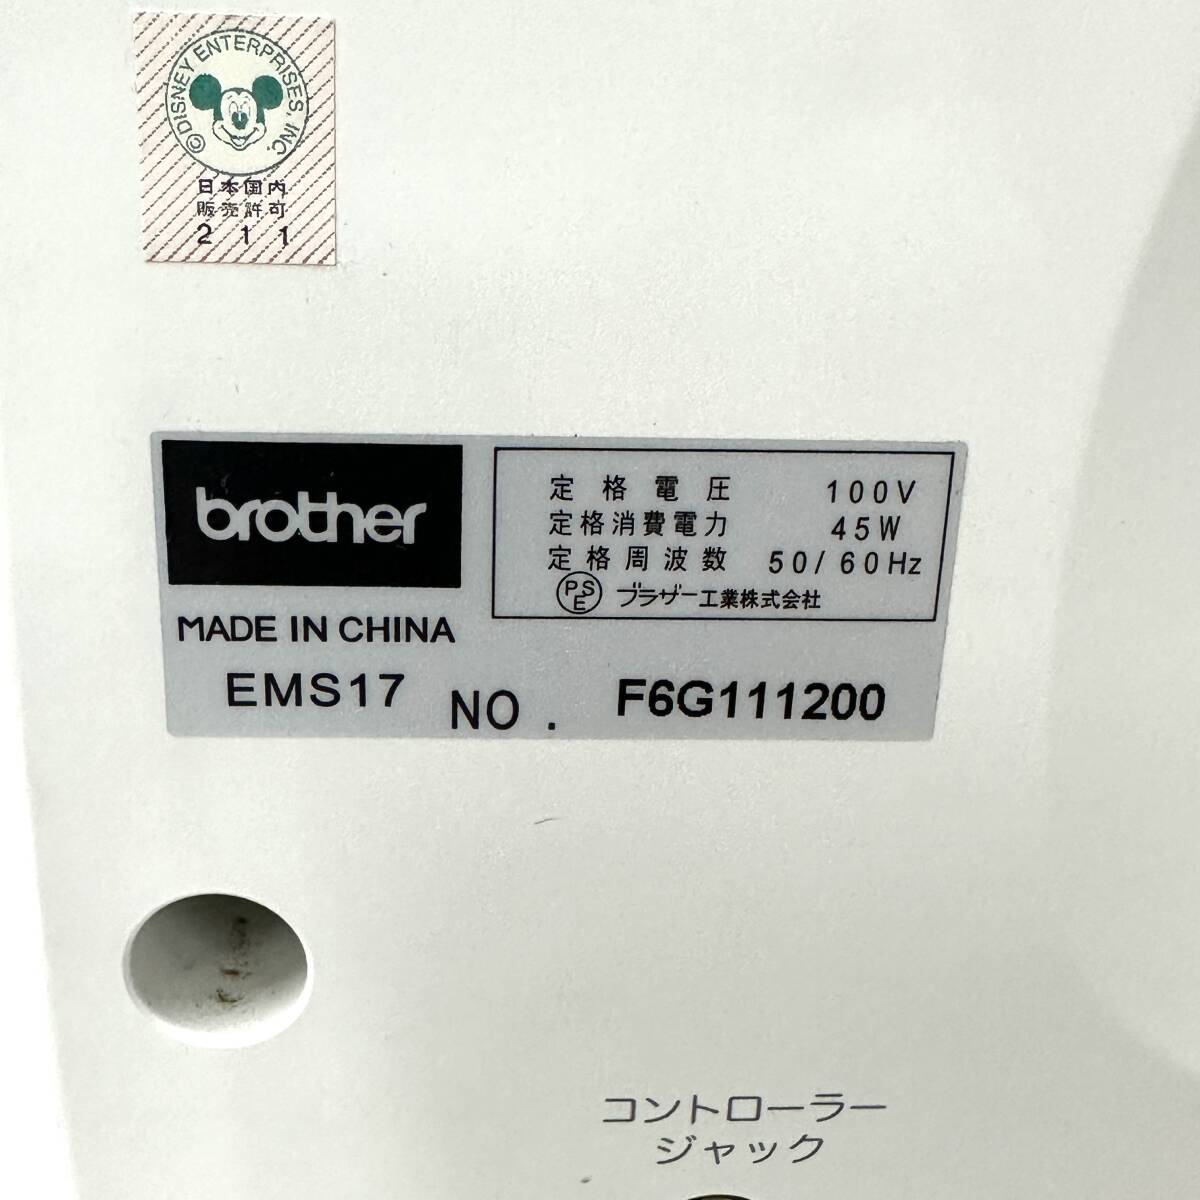 ©DISNEY ENTERPRISES, INC.
日本国内
販売許可
211
brother
定格電圧 100V
定格消費電力 45W
定格周波数 50/60Hz
PSE ブラザー工業株式会社
MADE IN CHINA
EMS17 NO. F6G111200
コントローラー
ジャック